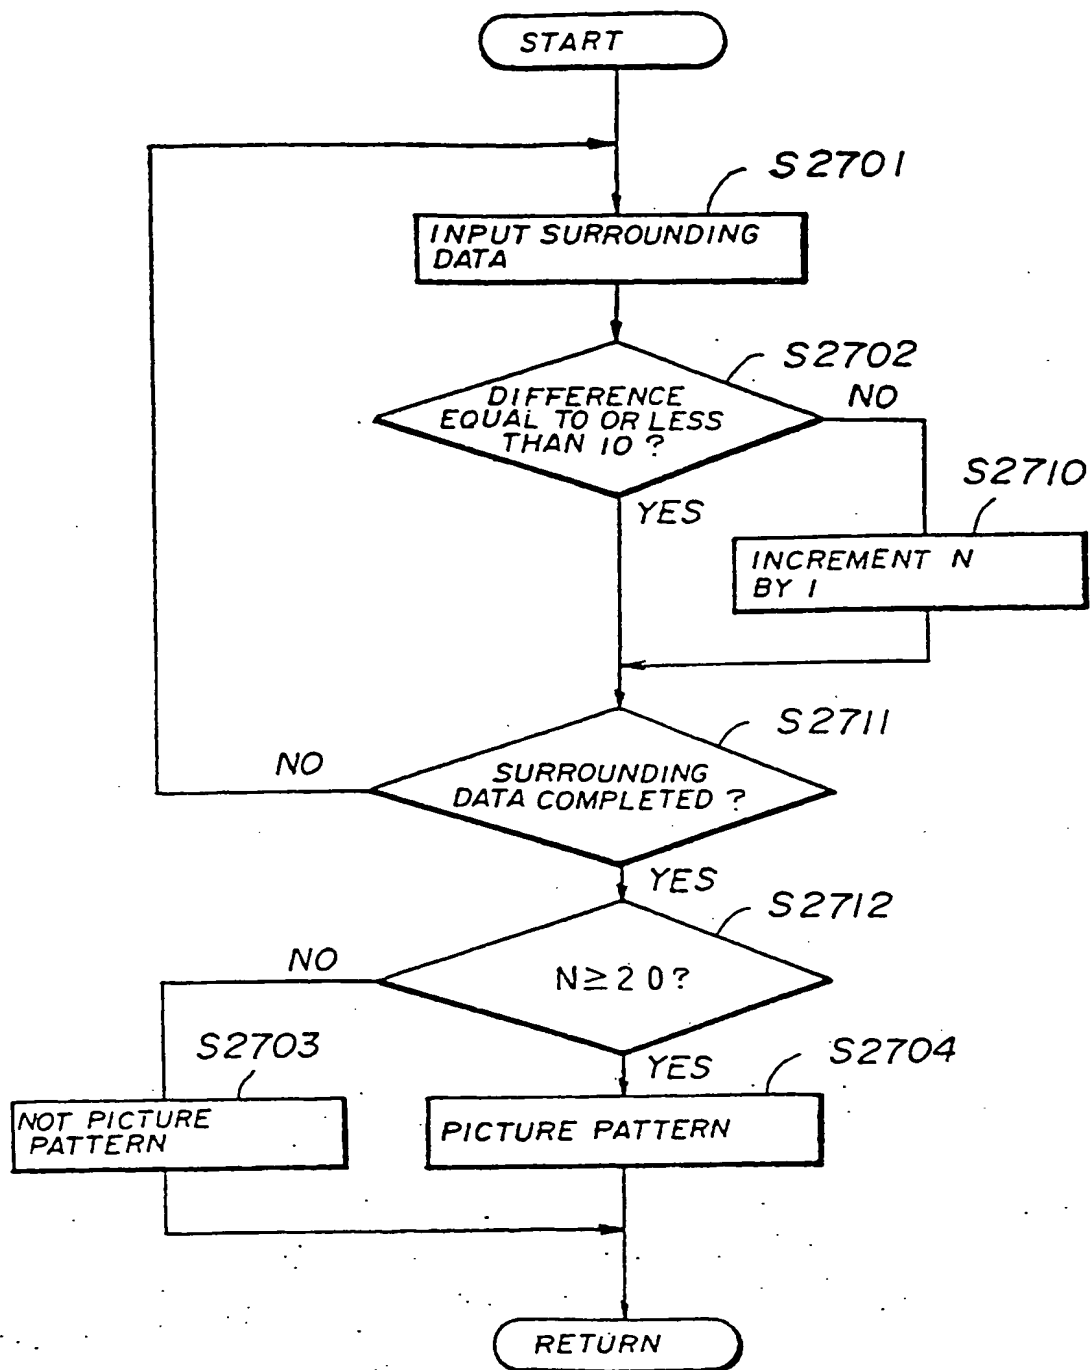 START
S2701
INPUT SURROUNDING
DATA
S2702
DIFFERENCE
EQUAL TO OR LESS
THAN 10 ?
NO
YES
S2710
INCREMENT N
BY 1
S2711
SURROUNDING
DATA COMPLETED ?
NO
YES
S2712
N≥20?
NO
YES
S2703
NOT PICTURE
PATTERN
S2704
PICTURE PATTERN
RETURN